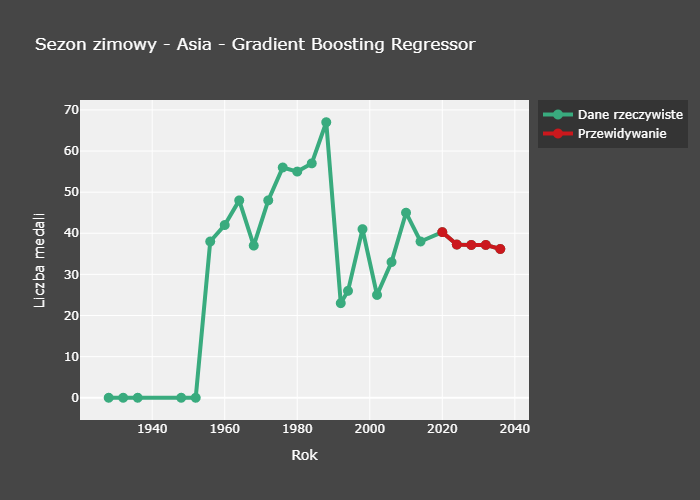 Sezon zimowy - Asia - Gradient Boosting Regressor
Dane rzeczywiste
Przewidywanie
Liczba medali
70
60
50
40
30
20
10
0
1940 1960 1980 2000 2020 2040
Rok